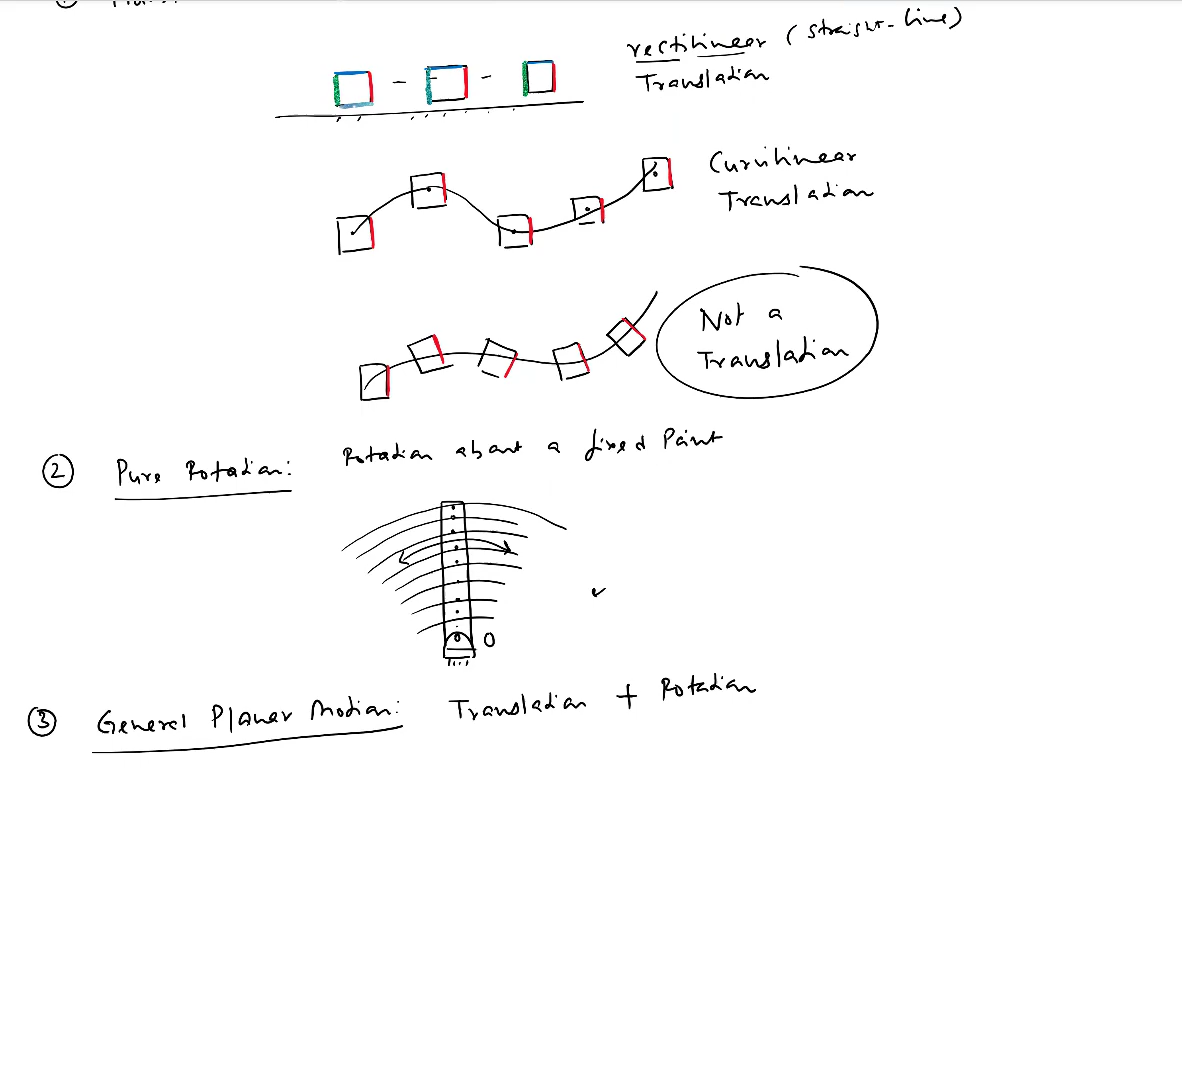 rectilinear (straight-line)
Translation
Curvilinear
Translation
Not a
Translation
② Pure Rotation: Rotation about a fixed Point
O
③ General Planar Motion: Translation + Rotation